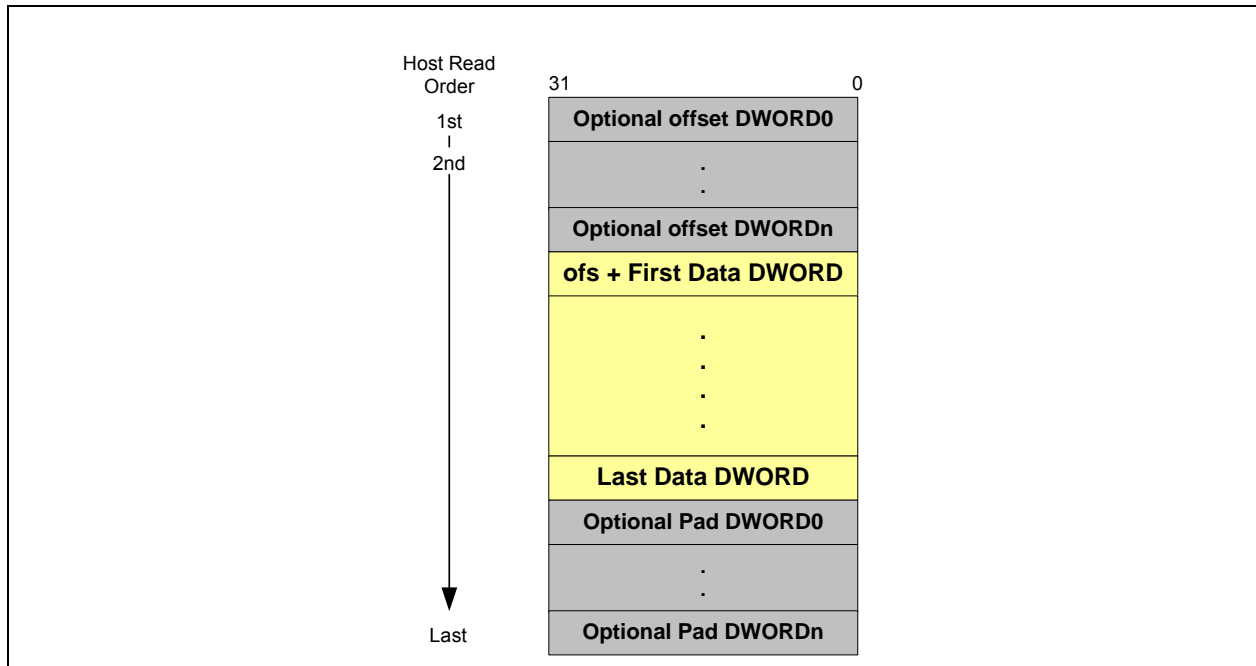 Host Read
Order
31 0
1st
Optional offset DWORD0
2nd
.
.
Optional offset DWORDn
ofs + First Data DWORD
.
.
.
.
Last Data DWORD
Optional Pad DWORD0
.
.
Last
Optional Pad DWORDn